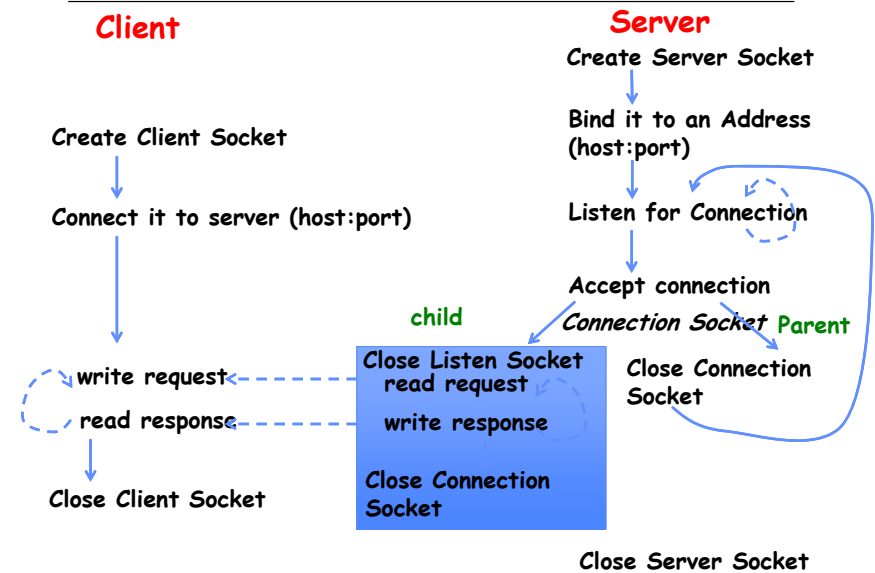 Client
Server
Create Server Socket
Bind it to an Address
(host:port)
Create Client Socket
Connect it to server (host:port)
Listen for Connection
Accept connection
child
Connection Socket
Parent
Close Listen Socket
read request
write response
Close Connection
Socket
Close Connection
Socket
write request
read response
Close Client Socket
Close Server Socket